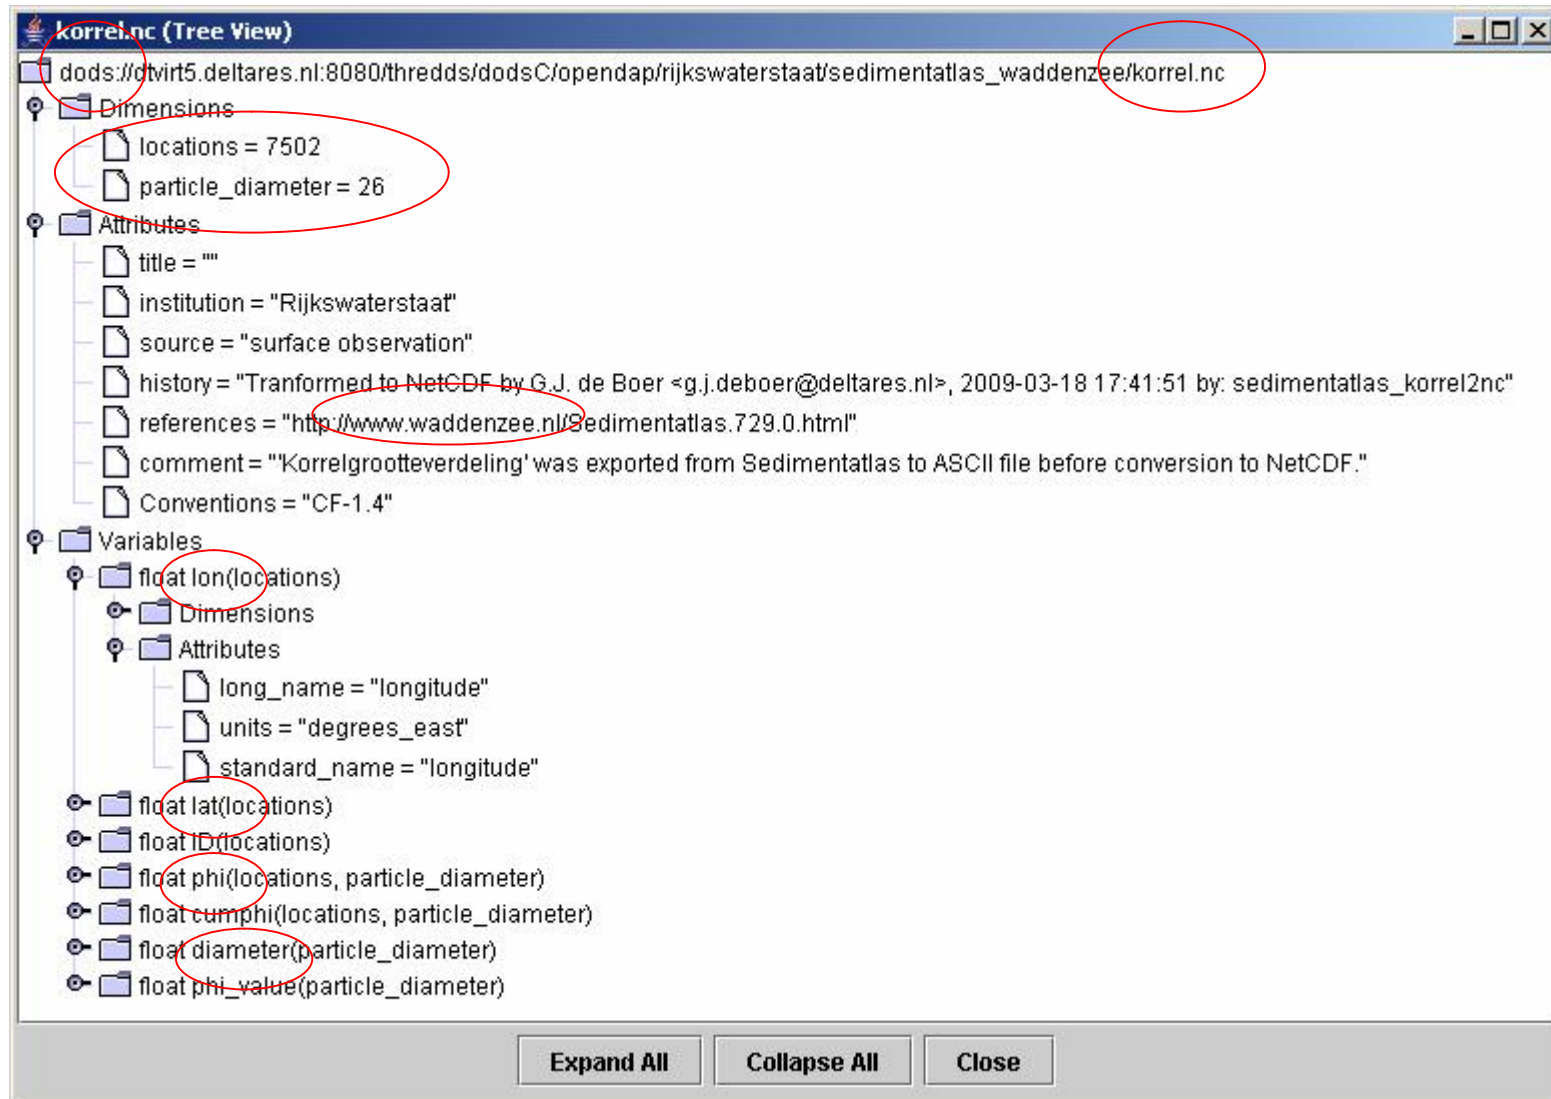 korrel.nc (Tree View)
dods://dtvirt5.deltares.nl:8080/thredds/dodsC/opendap/rijkswaterstaat/sedimentatlas_waddenzee/korrel.nc
Dimensions
locations = 7502
particle_diameter = 26
Attributes
title = ""
institution = "Rijkswaterstaat"
source = "surface observation"
history = "Tranformed to NetCDF by G.J. de Boer <g.j.deboer@deltares.nl>, 2009-03-18 17:41:51 by: sedimentatlas_korrel2nc"
references = "http://www.waddenzee.nl/Sedimentatlas.729.0.html"
comment = "'Korrelgrootteverdeling' was exported from Sedimentatlas to ASCII file before conversion to NetCDF."
Conventions = "CF-1.4"
Variables
float lon(locations)
Dimensions
Attributes
long_name = "longitude"
units = "degrees_east"
standard_name = "longitude"
float lat(locations)
float ID(locations)
float phi(locations, particle_diameter)
float cumphi(locations, particle_diameter)
float diameter(particle_diameter)
float phi_value(particle_diameter)
Expand All Collapse All Close